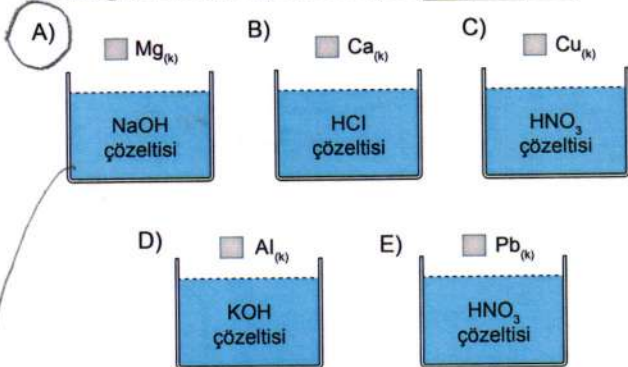 A) Mg(k)
NaOH
çözeltisi
B) Ca(k)
HCl
çözeltisi
C) Cu(k)
HNO₃
çözeltisi
D) Al(k)
KOH
çözeltisi
E) Pb(k)
HNO₃
çözeltisi